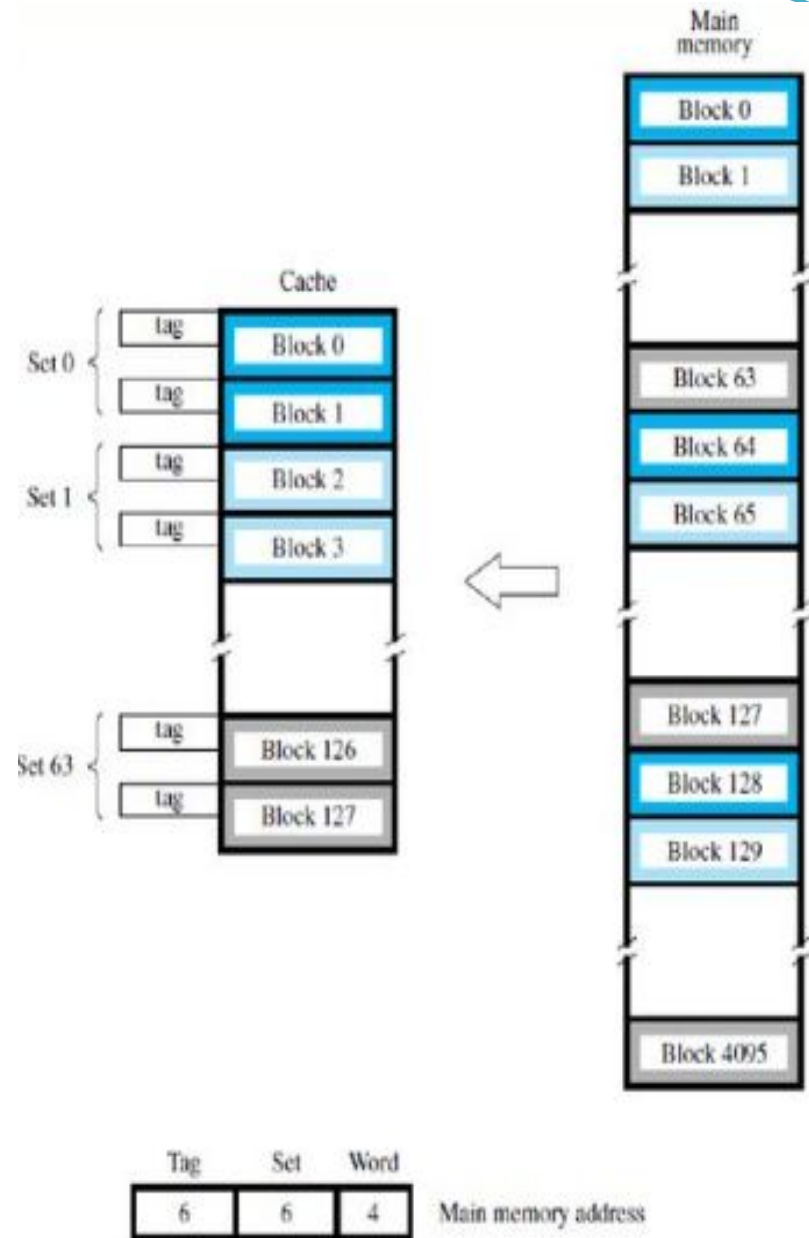 Main
memory
Block 0
Block 1
Block 63
Block 64
Block 65
Block 127
Block 128
Block 129
Block 4095
Cache
Set 0
tag
Block 0
tag
Block 1
Set 1
tag
Block 2
tag
Block 3
Set 63
tag
Block 126
tag
Block 127
Tag Set Word
6 6 4 Main memory address